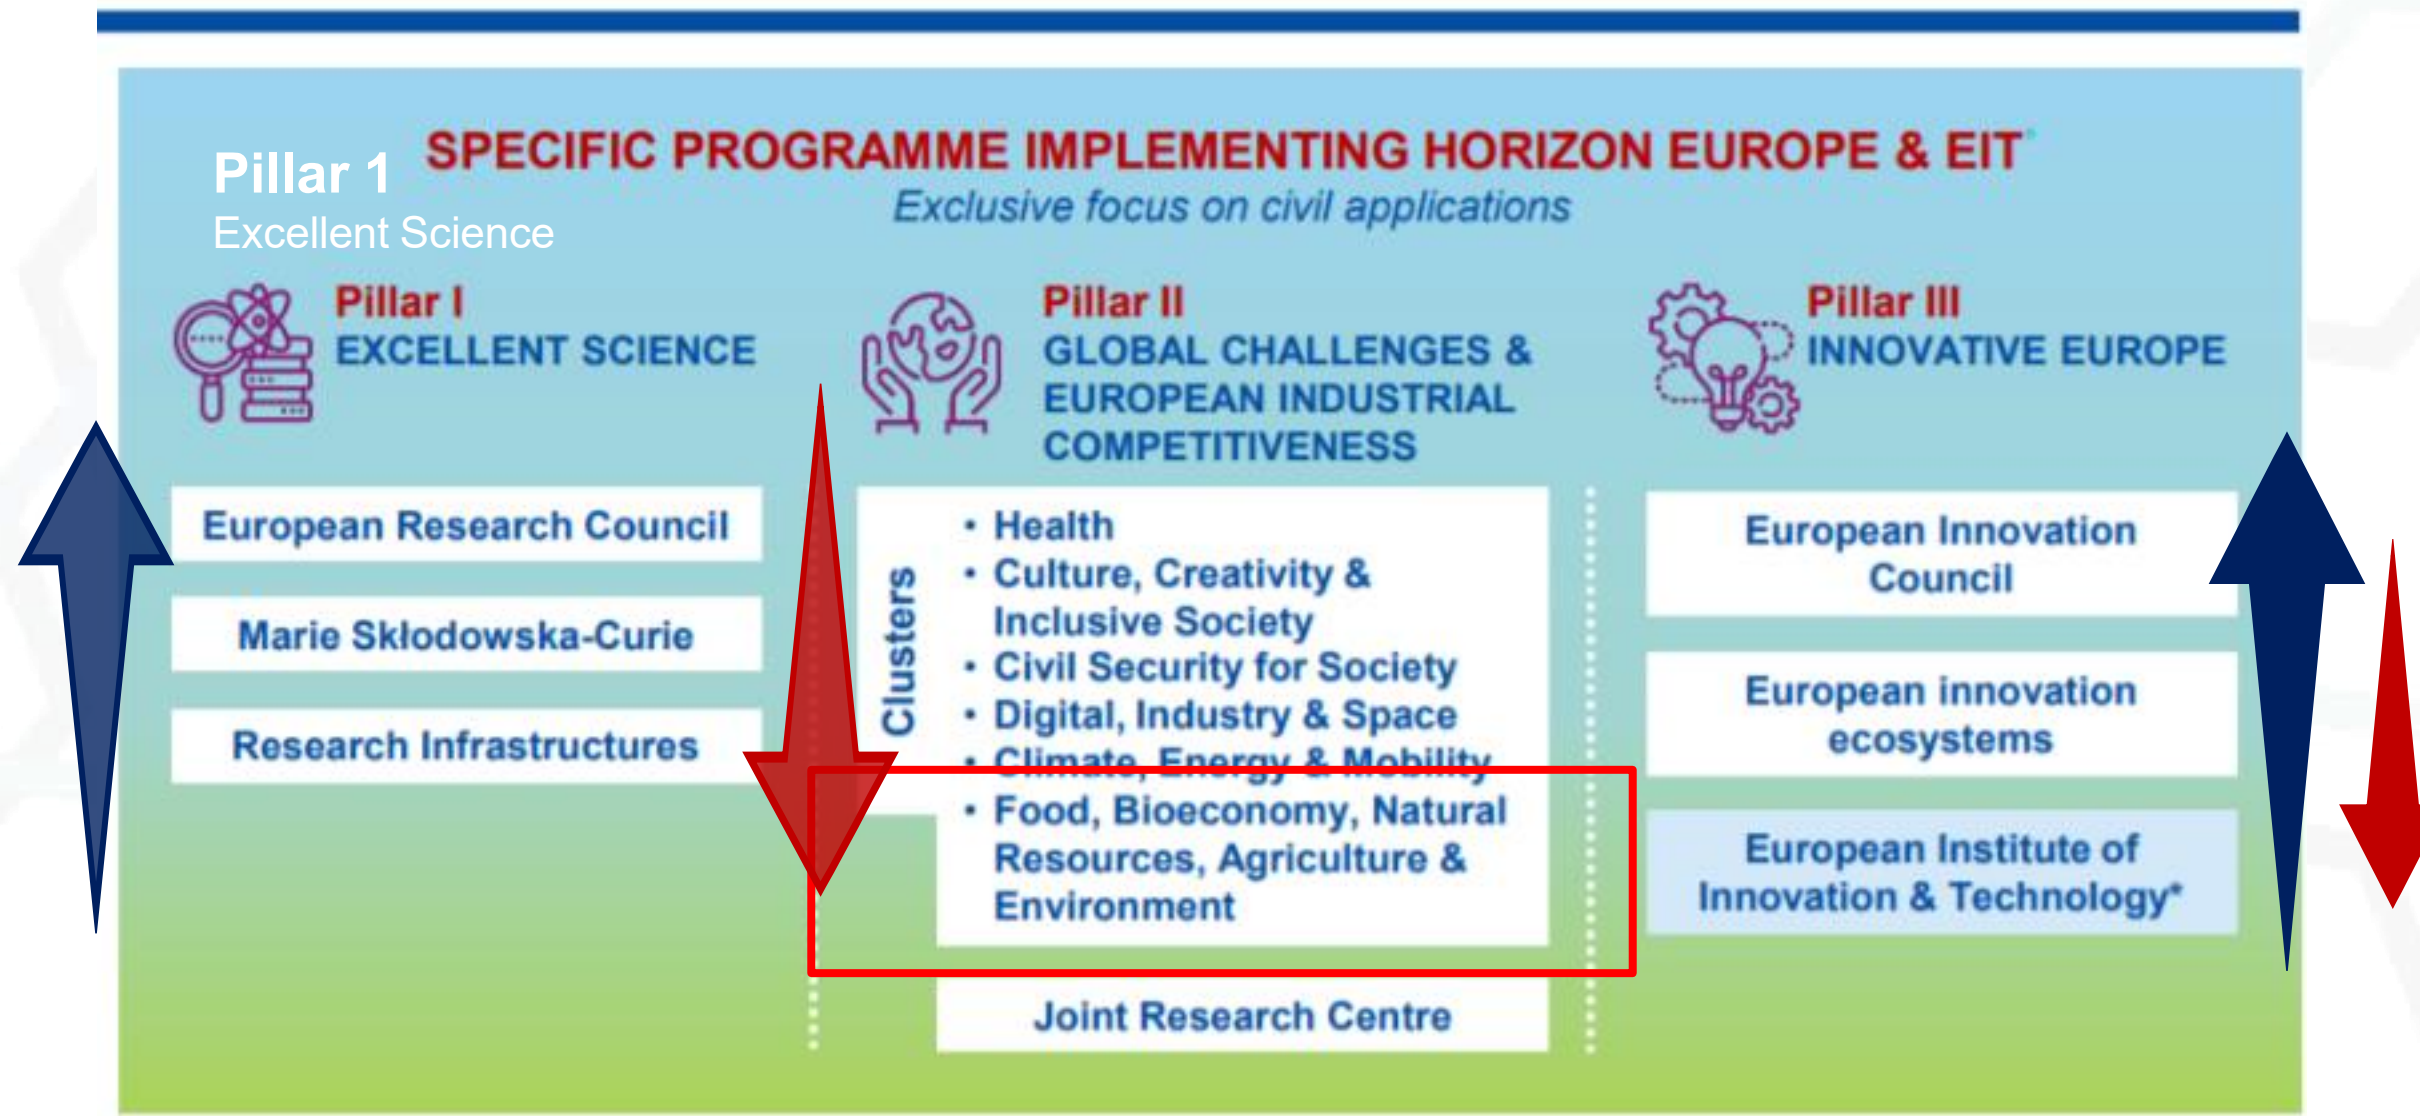 SPECIFIC PROGRAMME IMPLEMENTING HORIZON EUROPE & EIT*
Pillar 1
Excellent Science
Exclusive focus on civil applications
Pillar I
EXCELLENT SCIENCE
European Research Council
Marie Skłodowska-Curie
Research Infrastructures
Pillar II
GLOBAL CHALLENGES &
EUROPEAN INDUSTRIAL
COMPETITIVENESS
Clusters
• Health
• Culture, Creativity &
Inclusive Society
• Civil Security for Society
• Digital, Industry & Space
• Climate, Energy & Mobility
• Food, Bioeconomy, Natural
Resources, Agriculture &
Environment
Joint Research Centre
Pillar III
INNOVATIVE EUROPE
European Innovation
Council
European innovation
ecosystems
European Institute of
Innovation & Technology*